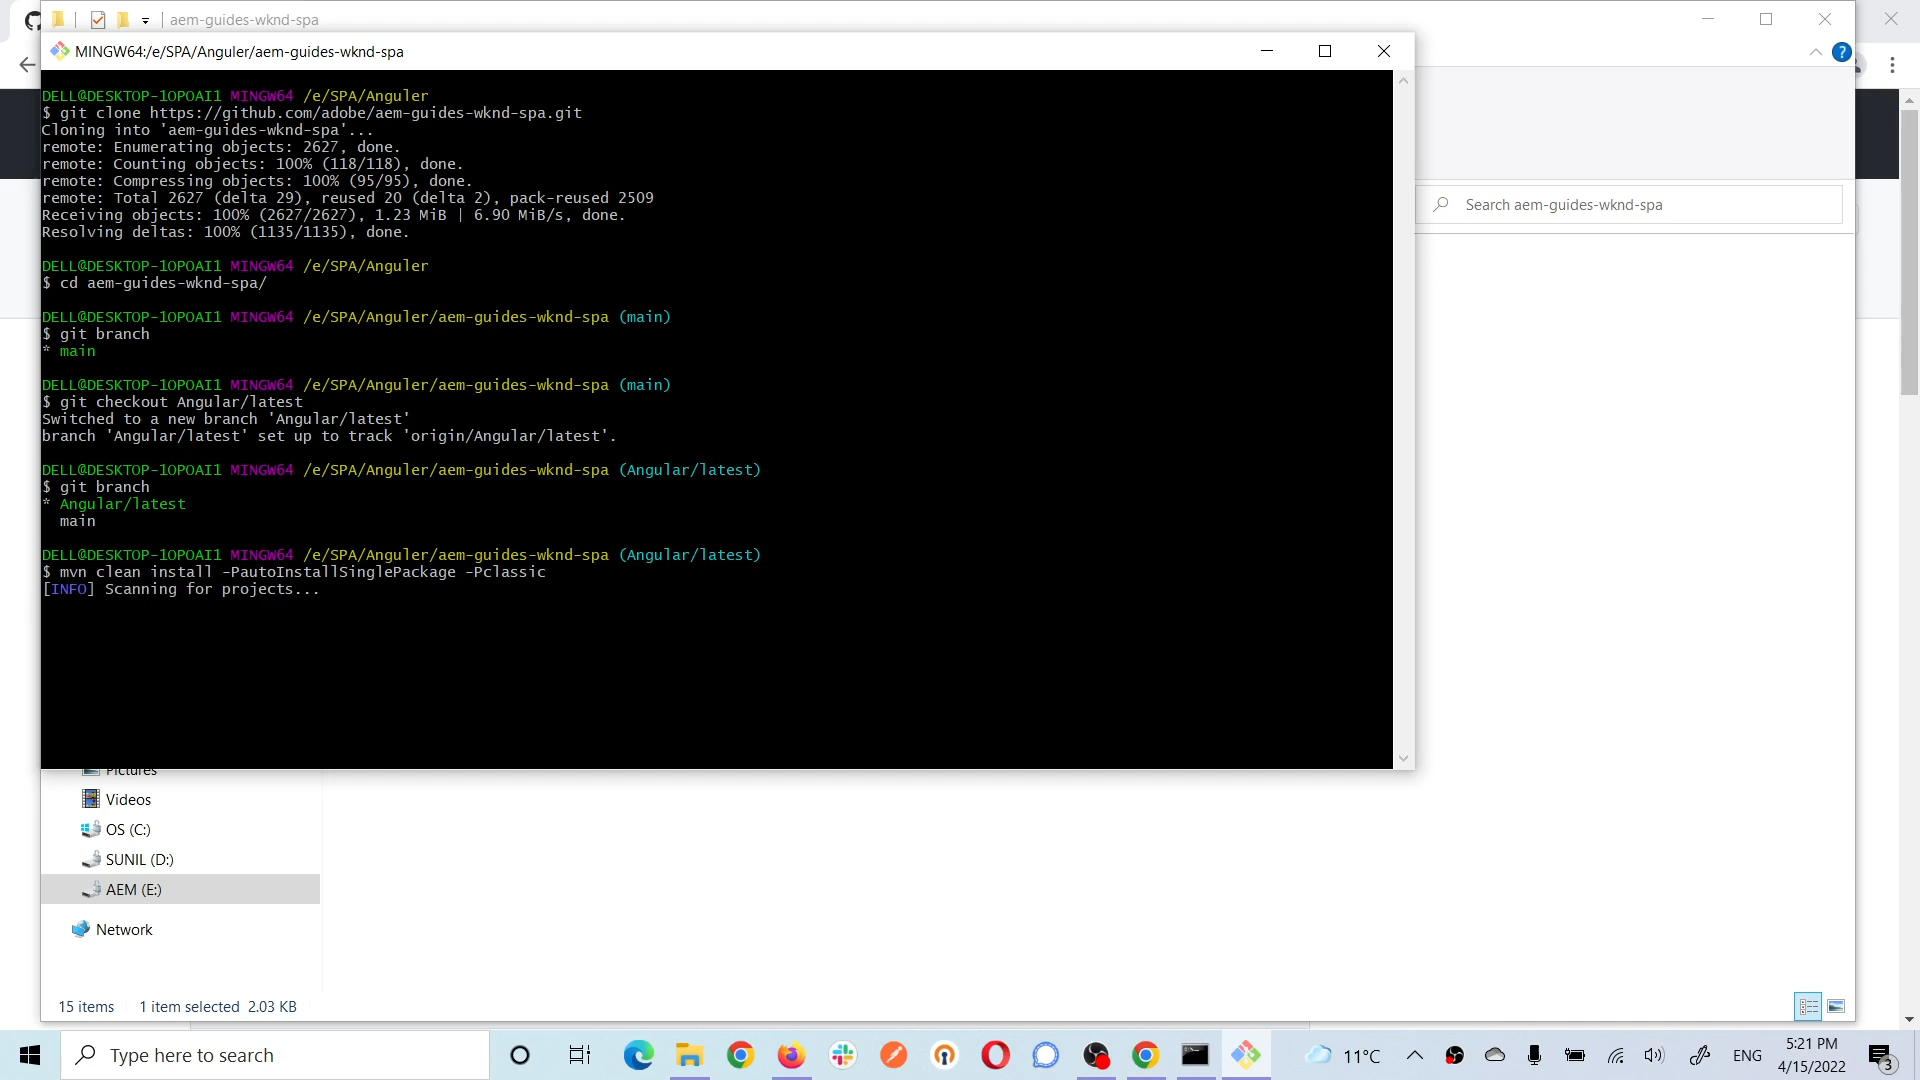 aem-guides-wknd-spa
MINGW64:/e/SPA/Anguler/aem-guides-wknd-spa
DELL@DESKTOP-1OPOAI1 MINGW64 /e/SPA/Anguler
$ git clone https://github.com/adobe/aem-guides-wknd-spa.git
Cloning into 'aem-guides-wknd-spa'...
remote: Enumerating objects: 2627, done.
remote: Counting objects: 100% (118/118), done.
remote: Compressing objects: 100% (95/95), done.
remote: Total 2627 (delta 29), reused 20 (delta 2), pack-reused 2509
Receiving objects: 100% (2627/2627), 1.23 MiB | 6.90 MiB/s, done.
Resolving deltas: 100% (1135/1135), done.
DELL@DESKTOP-1OPOAI1 MINGW64 /e/SPA/Anguler
$ cd aem-guides-wknd-spa/
DELL@DESKTOP-1OPOAI1 MINGW64 /e/SPA/Anguler/aem-guides-wknd-spa (main)
$ git branch
* main
DELL@DESKTOP-1OPOAI1 MINGW64 /e/SPA/Anguler/aem-guides-wknd-spa (main)
$ git checkout Angular/latest
Switched to a new branch 'Angular/latest'
branch 'Angular/latest' set up to track 'origin/Angular/latest'.
DELL@DESKTOP-1OPOAI1 MINGW64 /e/SPA/Anguler/aem-guides-wknd-spa (Angular/latest)
$ git branch
* Angular/latest
main
DELL@DESKTOP-1OPOAI1 MINGW64 /e/SPA/Anguler/aem-guides-wknd-spa (Angular/latest)
$ mvn clean install -PautoInstallSinglePackage -Pclassic
[INFO] Scanning for projects...
Search aem-guides-wknd-spa
Pictures
Videos
OS (C:)
SUNIL (D:)
AEM (E:)
Network
15 items 1 item selected 2.03 KB
Type here to search
11°C
ENG
5:21 PM
4/15/2022
3